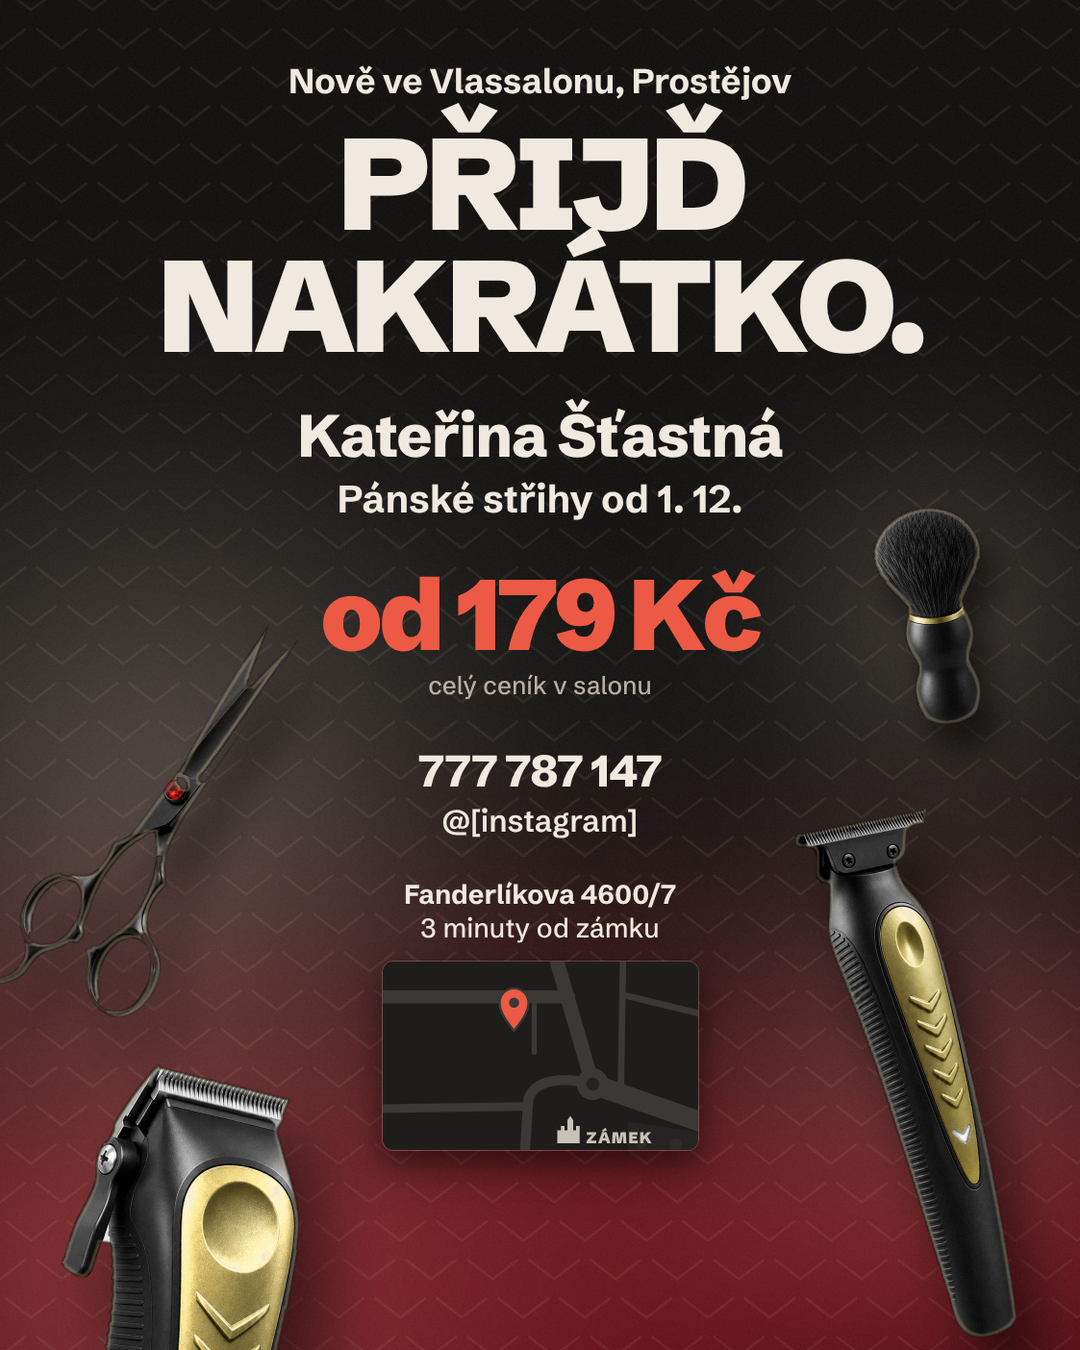 Nově ve Vlassalonu, Prostějov
PŘIJĎ
NAKRÁTKO.
Kateřina Šťastná
Pánské střihy od 1. 12.
od 179 Kč
celý ceník v salonu
777 787 147
@[instagram]
Fanderlíkova 4600/7
3 minuty od zámku
ZÁMEK